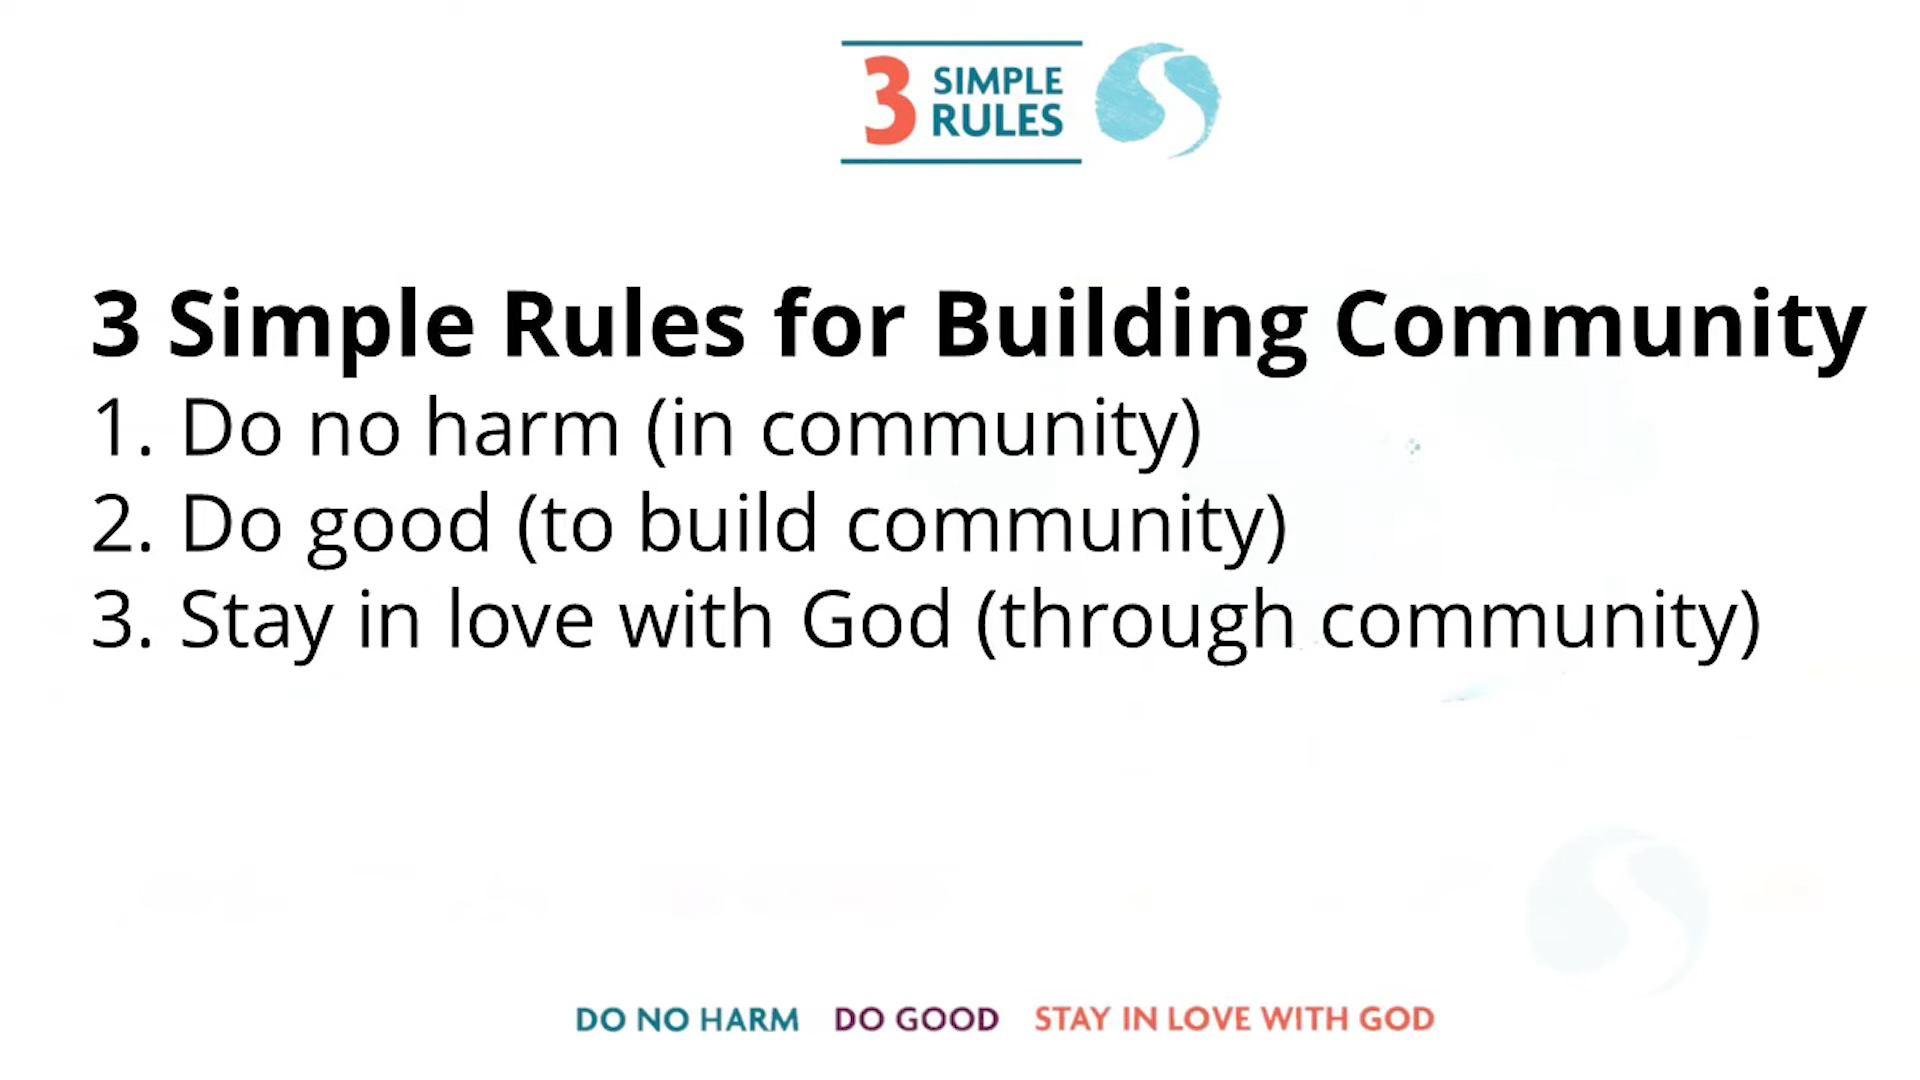 3 SIMPLE
RULES
3 Simple Rules for Building Community
1. Do no harm (in community)
2. Do good (to build community)
3. Stay in love with God (through community)
DO NO HARM DO GOOD STAY IN LOVE WITH GOD